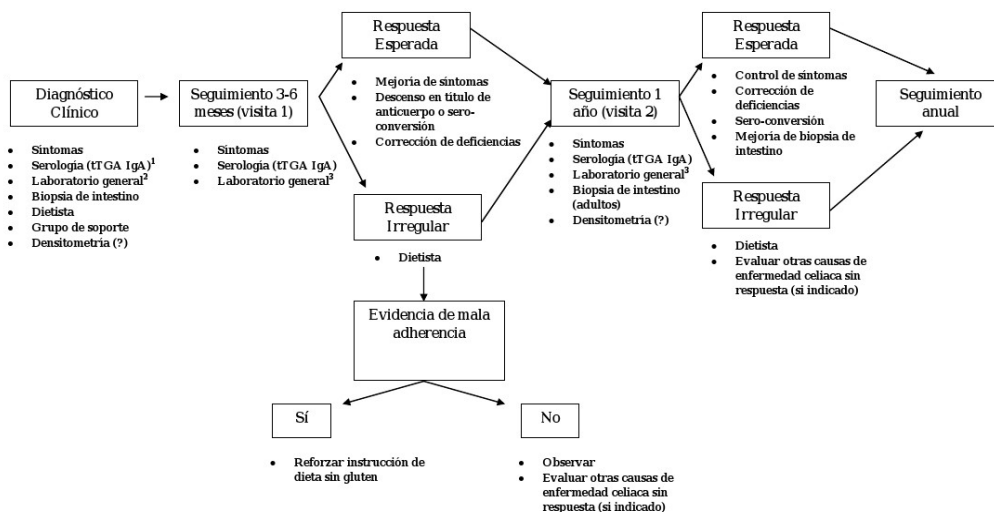 Diagnóstico
Clínico
• Síntomas
• Serología (tTGA IgA)¹
• Laboratorio general²
• Biopsia de intestino
• Dietista
• Grupo de soporte
• Densitometría (?)
Seguimiento 3-6
meses (visita 1)
• Síntomas
• Serología (tTGA IgA)
• Laboratorio general³
Respuesta
Esperada
• Mejoría de síntomas
• Descenso en título de
anticuerpo o sero-
conversión
• Corrección de deficiencias
Respuesta
Irregular
• Dietista
Evidencia de mala
adherencia
Sí
• Reforzar instrucción de
dieta sin gluten
No
• Observar
• Evaluar otras causas de
enfermedad celiaca sin
respuesta (si indicado)
Seguimiento 1
año (visita 2)
• Síntomas
• Serología (tTGA IgA)
• Laboratorio general³
• Biopsia de intestino
(adultos)
• Densitometría (?)
Respuesta
Esperada
• Control de síntomas
• Corrección de
deficiencias
• Sero-conversión
• Mejoría de biopsia de
intestino
Respuesta
Irregular
• Dietista
• Evaluar otras causas de
enfermedad celiaca sin
respuesta (si indicado)
Seguimiento
anual